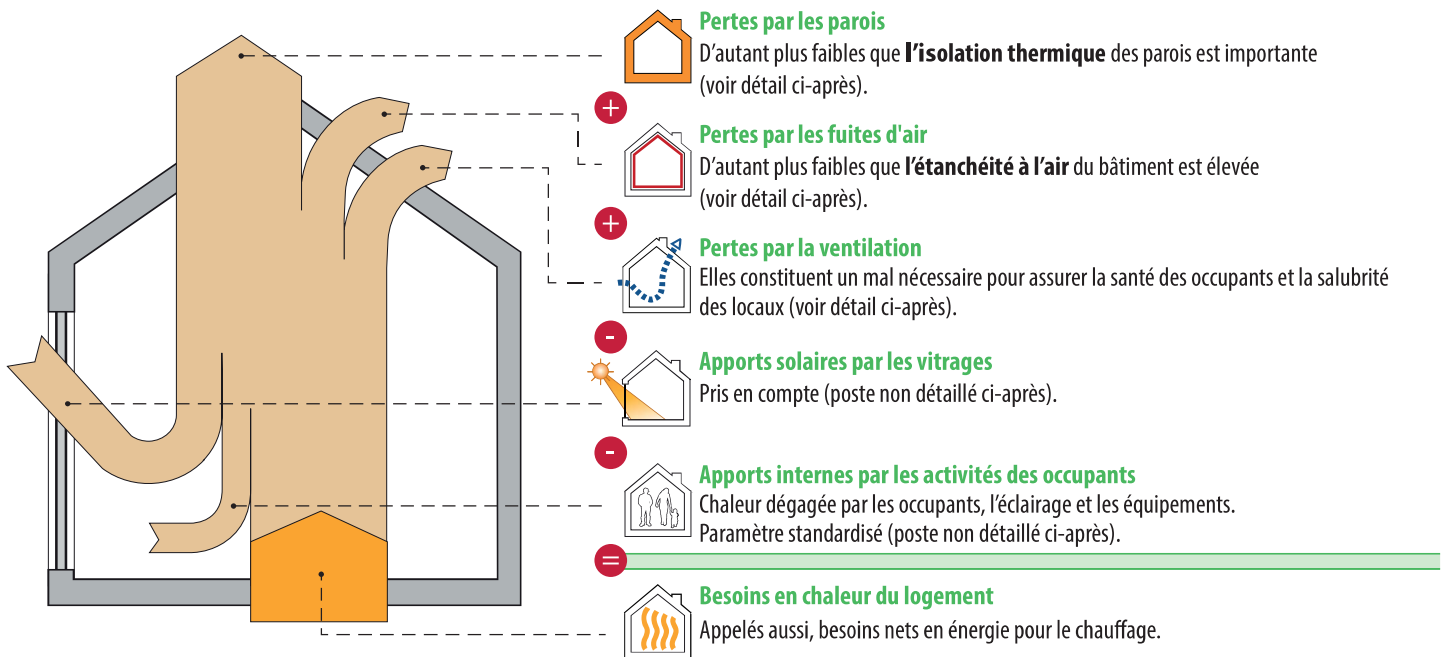 Pertes par les parois
D'autant plus faibles que l'isolation thermique des parois est importante
(voir détail ci-après).
+
Pertes par les fuites d'air
D'autant plus faibles que l'étanchéité à l'air du bâtiment est élevée
(voir détail ci-après).
+
Pertes par la ventilation
Elles constituent un mal nécessaire pour assurer la santé des occupants et la salubrité
des locaux (voir détail ci-après).
-
Apports solaires par les vitrages
Pris en compte (poste non détaillé ci-après).
-
Apports internes par les activités des occupants
Chaleur dégagée par les occupants, l'éclairage et les équipements.
Paramètre standardisé (poste non détaillé ci-après).
=
Besoins en chaleur du logement
Appelés aussi, besoins nets en énergie pour le chauffage.